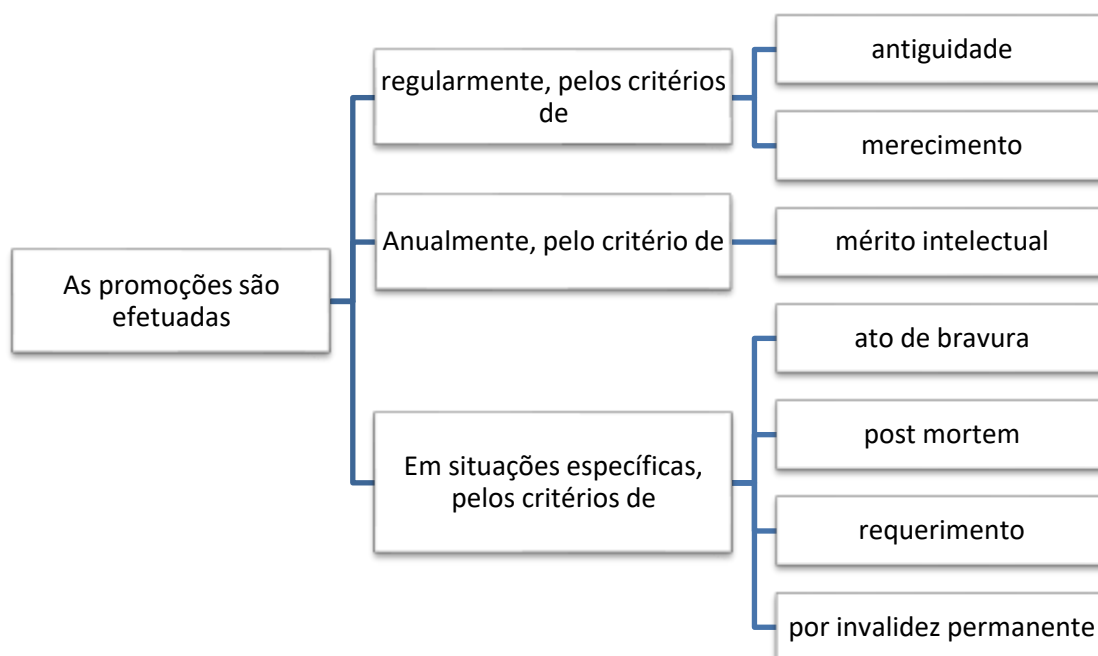 As promoções são
efetuadas
regularmente, pelos critérios
de
antiguidade
merecimento
Anualmente, pelo critério de
mérito intelectual
Em situações específicas,
pelos critérios de
ato de bravura
post mortem
requerimento
por invalidez permanente